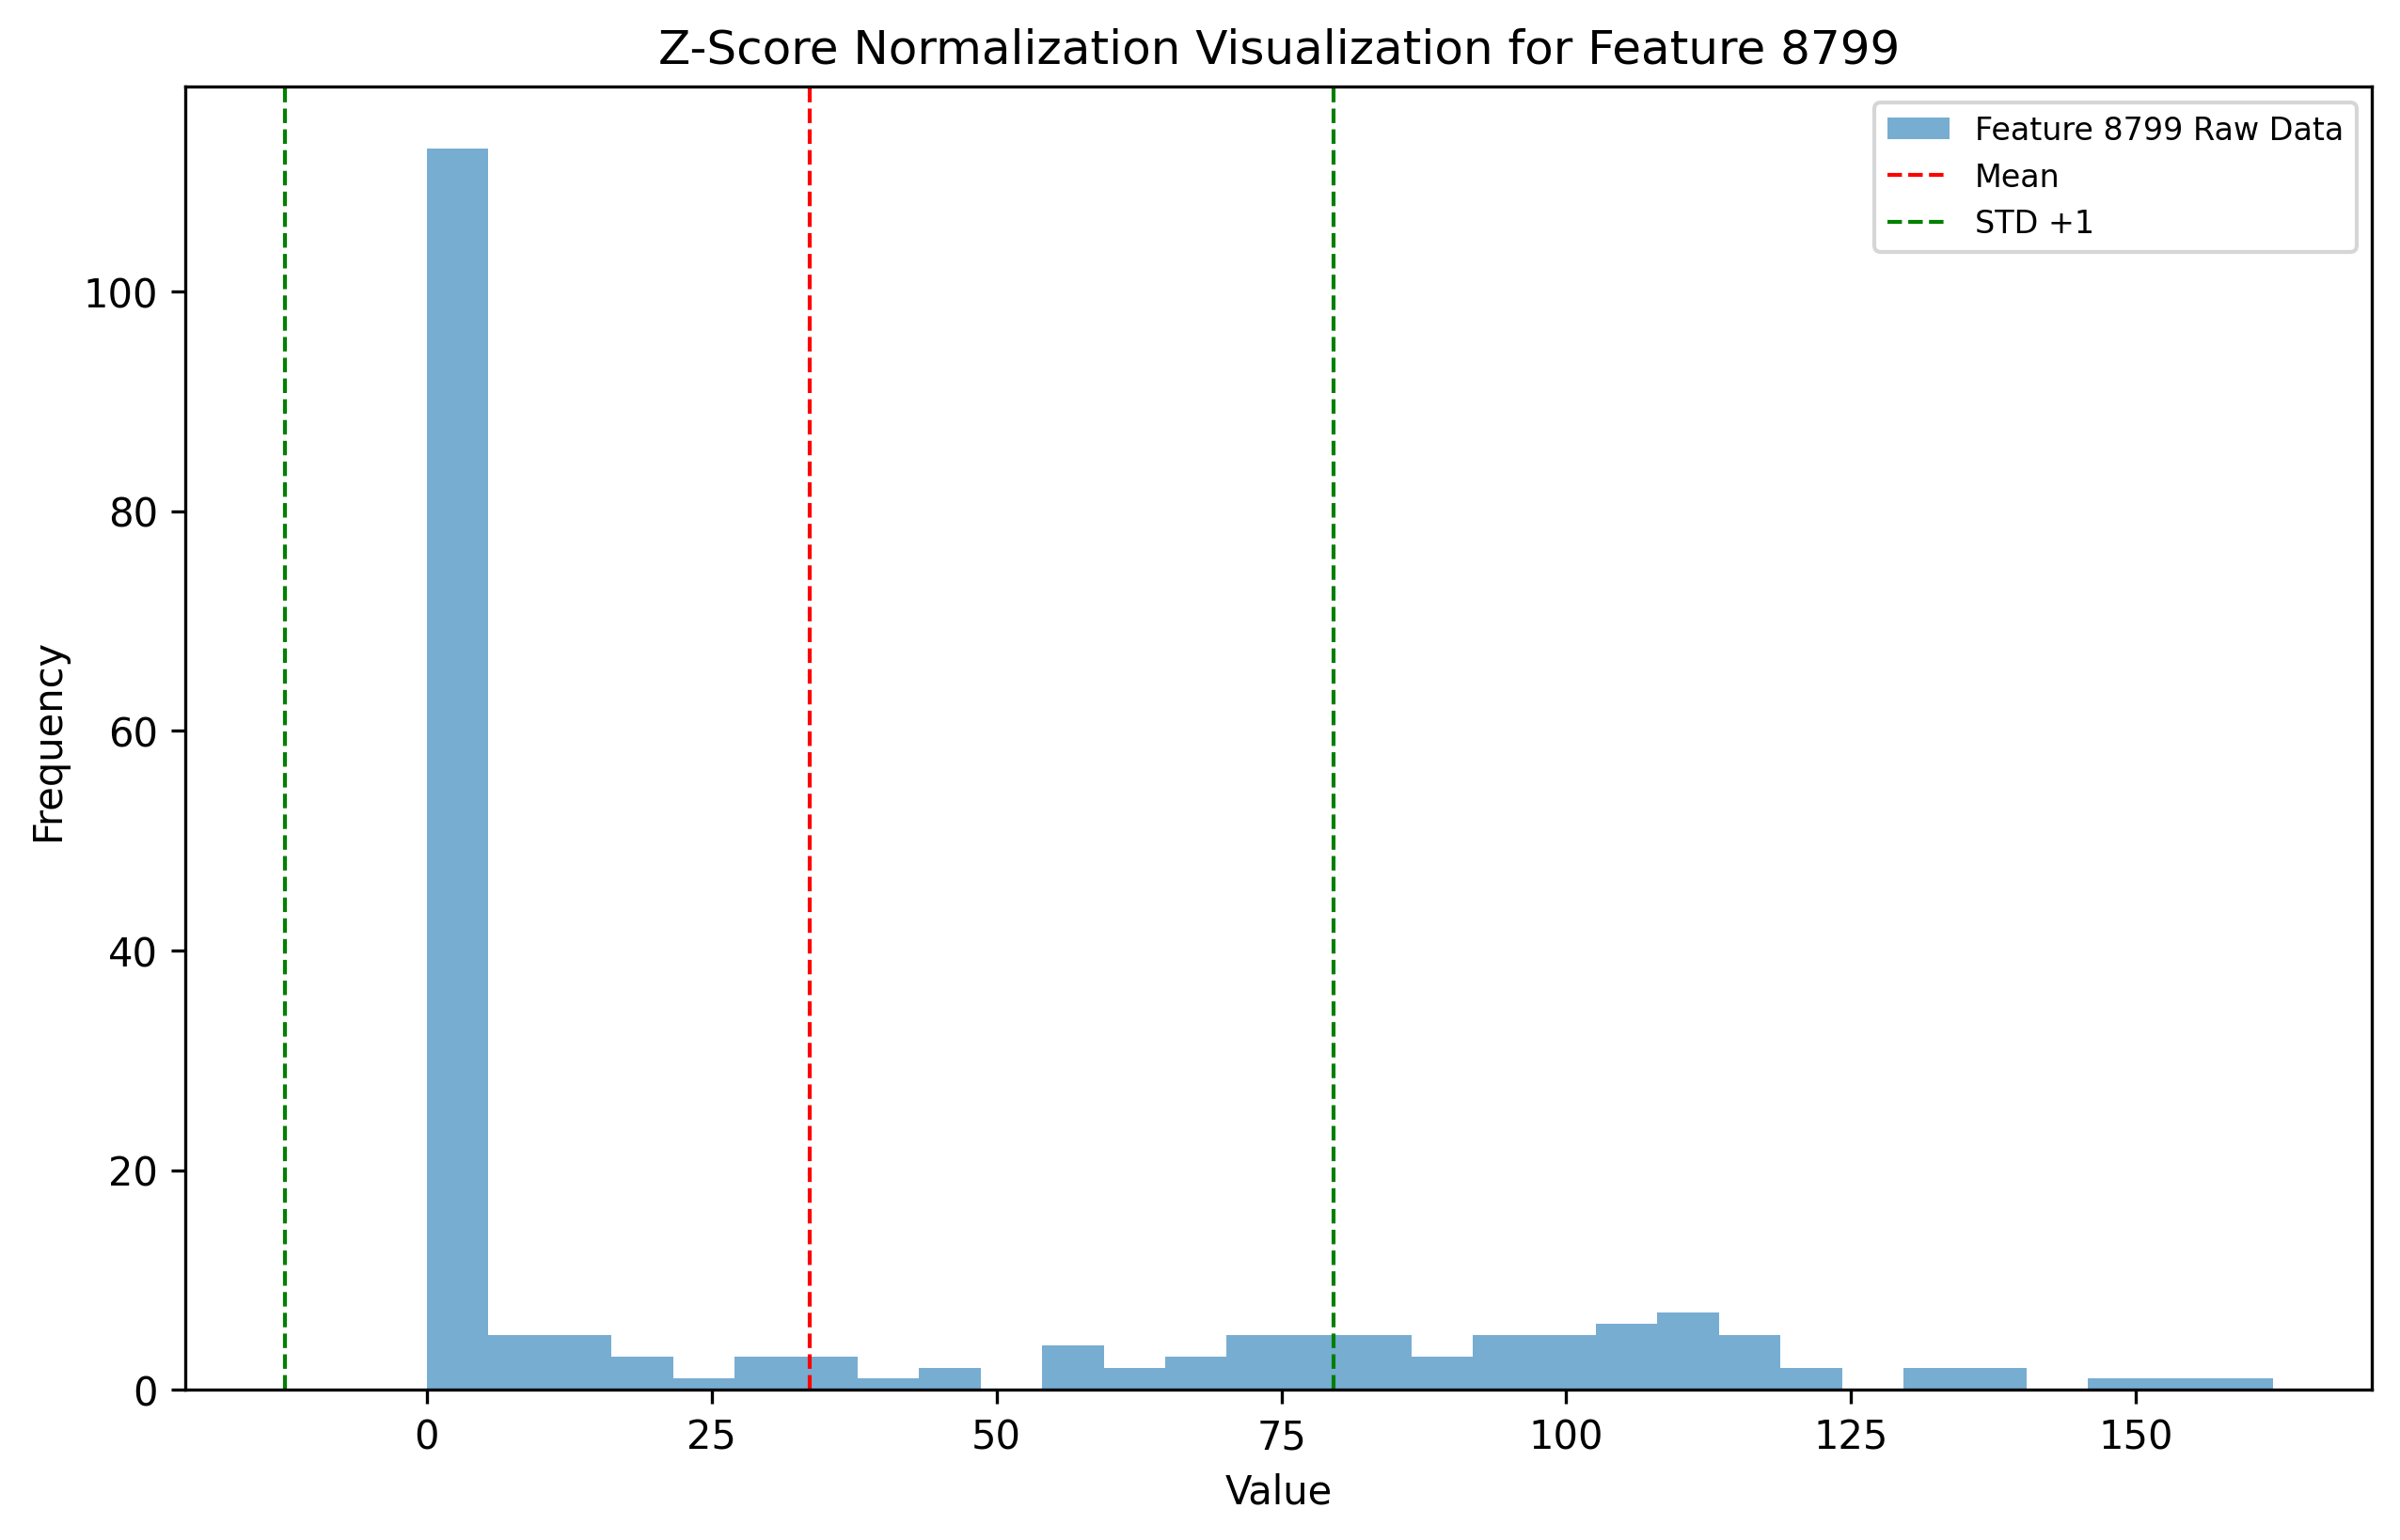 Z-Score Normalization Visualization for Feature 8799
Feature 8799 Raw Data
Mean
STD +1
Frequency
100
80
60
40
20
0
0 25 50 75 100 125 150
Value